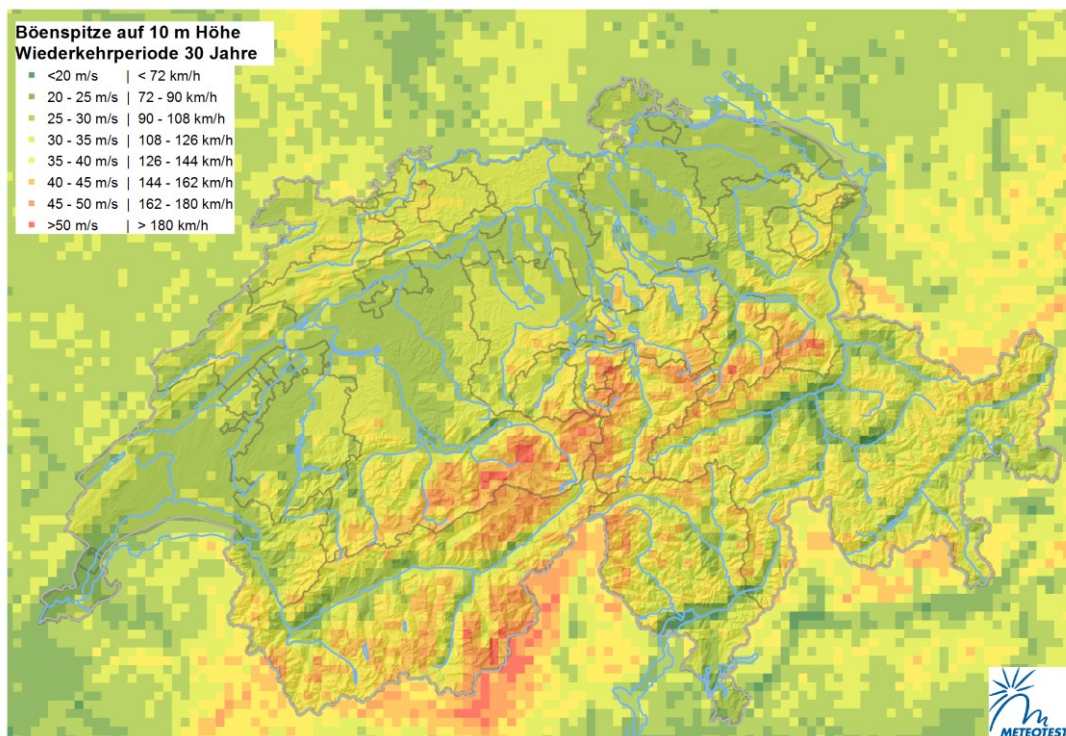 Böenspitze auf 10 m Höhe
Wiederkehrperiode 30 Jahre
<20 m/s | < 72 km/h
20 - 25 m/s | 72 - 90 km/h
25 - 30 m/s | 90 - 108 km/h
30 - 35 m/s | 108 - 126 km/h
35 - 40 m/s | 126 - 144 km/h
40 - 45 m/s | 144 - 162 km/h
45 - 50 m/s | 162 - 180 km/h
>50 m/s | > 180 km/h
METEOTEST